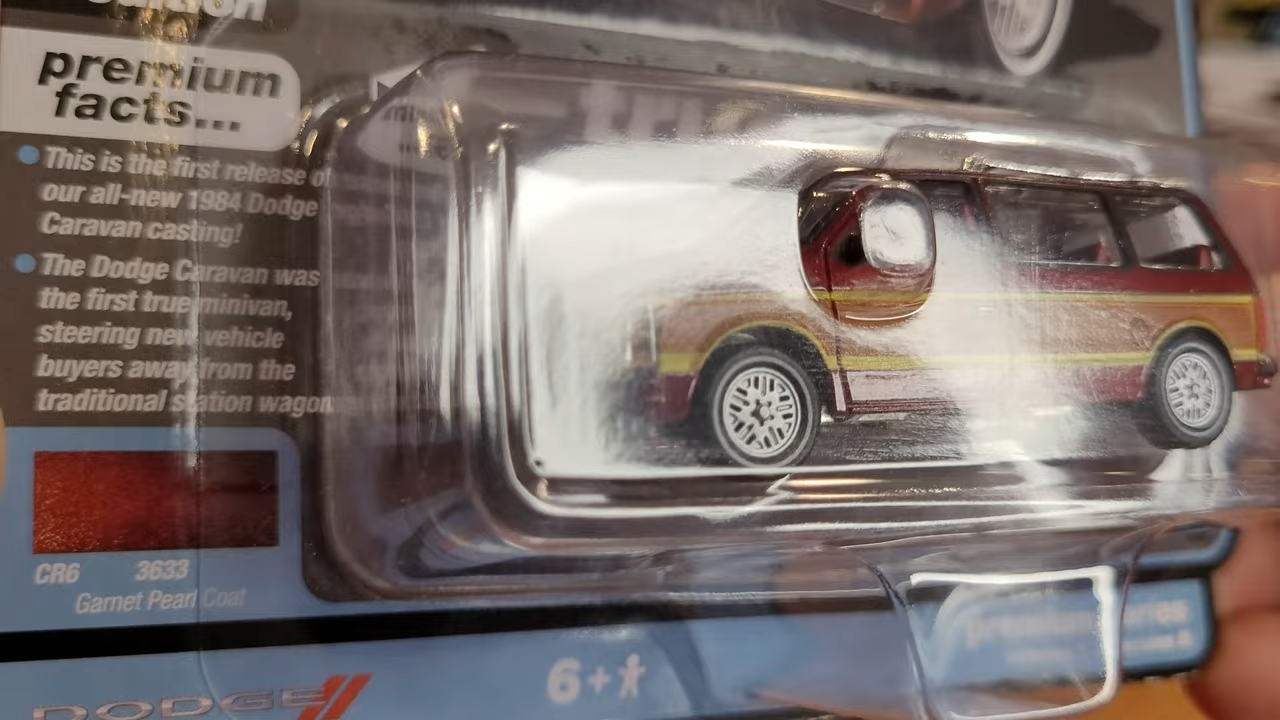 premium
facts...
This is the first release of
our all-new 1984 Dodge
Caravan casting!
The Dodge Caravan was
the first true minivan,
steering new vehicle
buyers away from the
traditional station wagon
CR6 3633
Garnet Pearl Coat
DODGE
6+
premium series